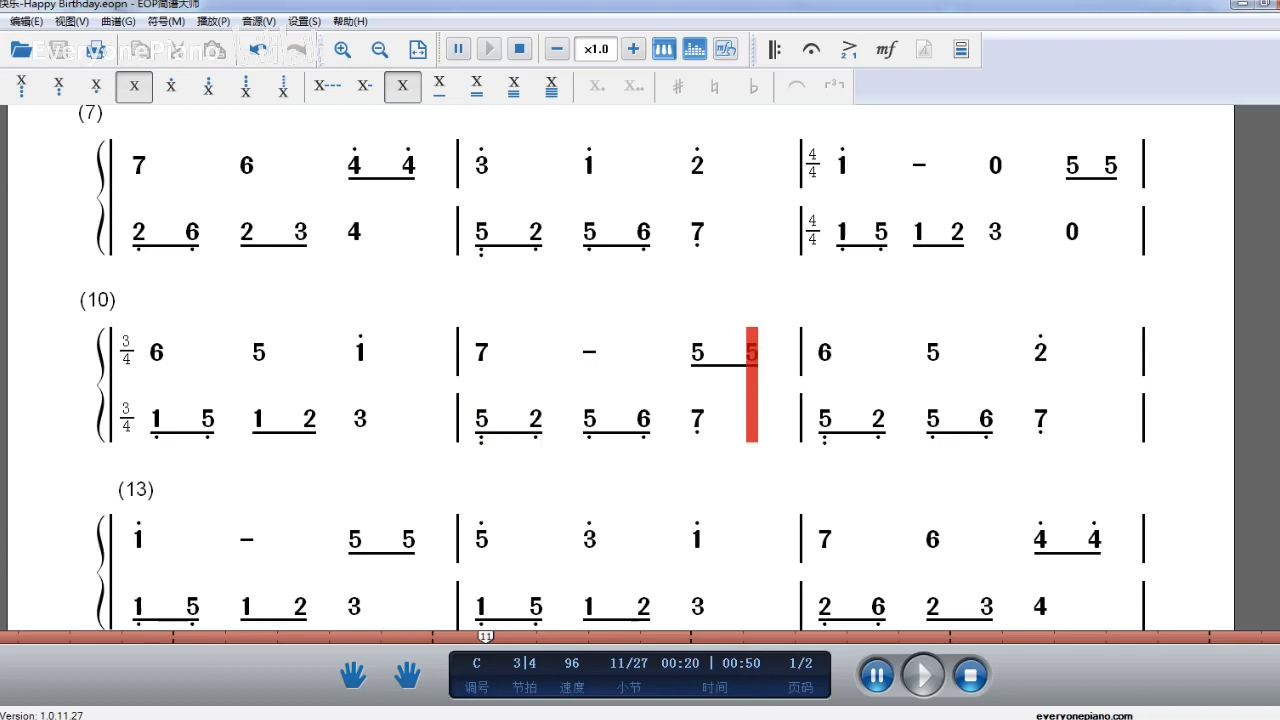 快乐-Happy Birthday.eopn - EOP简谱大师
编辑(E) 视图(V) 曲谱(G) 符号(M) 播放(P) 音源(V) 设置(S) 帮助(H)
EveryonePiano
x1.0 mf
X X X X X X X X X--- X- X X X X X X. X.. ♯ ♮ ♭
(7)
7 6 4 4 3 1 2 4/4 1 - 0 5 5
2 6 2 3 4 5 2 5 6 7 4/4 1 5 1 2 3 0
(10)
3/4 6 5 1 7 - 5 5 6 5 2
3/4 1 5 1 2 3 5 2 5 6 7 5 2 5 6 7
(13)
1 - 5 5 5 3 1 7 6 4 4
1 5 1 2 3 1 5 1 2 3 2 6 2 3 4
11
C 3|4 96 11/27 00:20 | 00:50 1/2
调号 节拍 速度 小节 时间 页码
Version: 1.0.11.27 everyonepiano.com